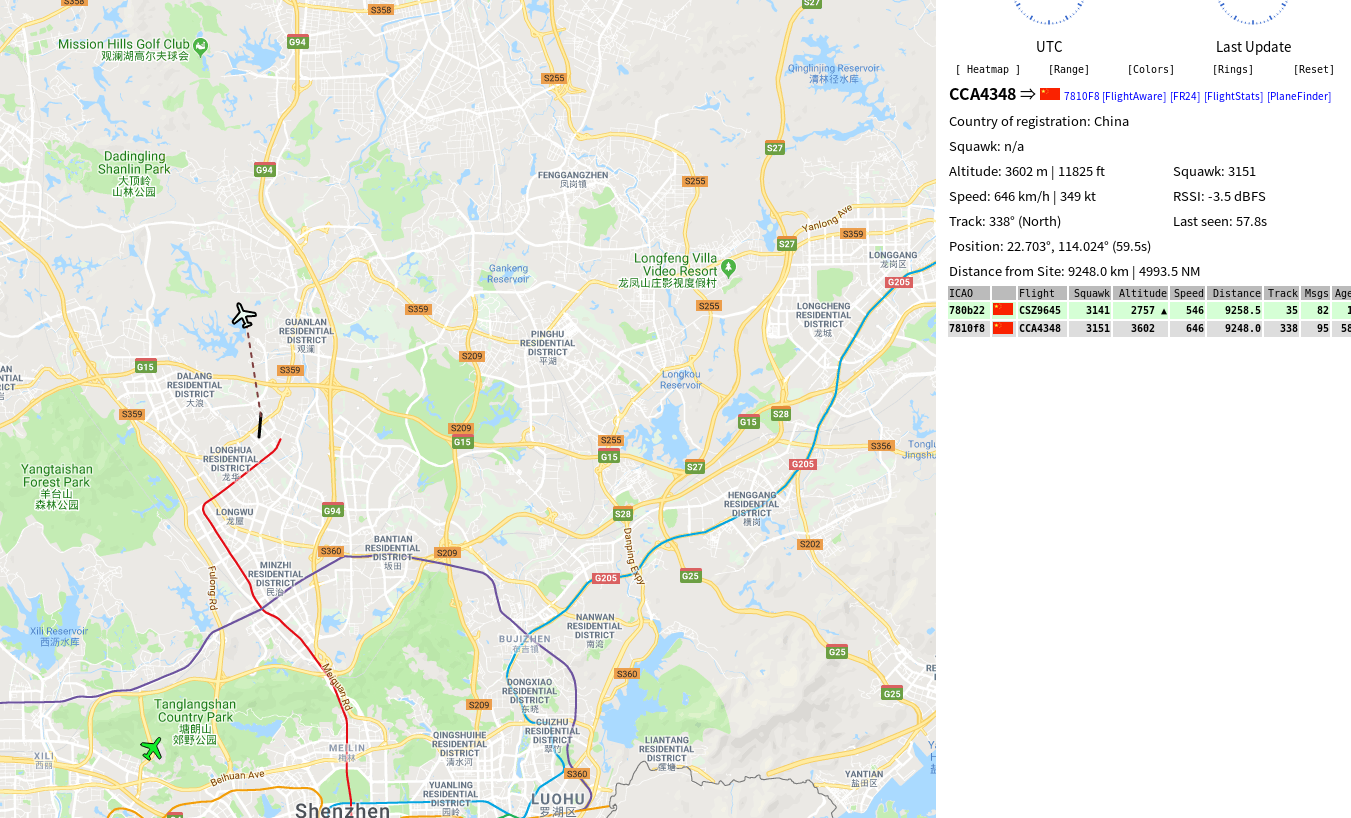 S358
S358
S27
Mission Hills Golf Club
观澜湖高尔夫球会
G94
S255
Qinglinjing Reservoir
清林径水库
S27
Dadingling
Shanlin Park
大顶岭
山林公园
G94
FENGGANGZHEN
凤岗镇
S255
Yanlong Ave
S359
S27
LONGGANG
龙岗区
Longfeng Villa
Video Resort
龙凤山庄影视度假村
Gankeng
Reservoir
G205
S359
S255
LONGCHENG
RESIDENTIAL
DISTRICT
龙城
GUANLAN
RESIDENTIAL
DISTRICT
观澜
PINGHU
RESIDENTIAL
DISTRICT
平湖
S209
G15
S359
DALANG
RESIDENTIAL
DISTRICT
大浪
Longkou
Reservoir
S359
S28
G15
S209
G15
S255
G15
S27
S356
G205
LONGHUA
RESIDENTIAL
DISTRICT
龙华
Yangtaishan
Forest Park
羊台山
森林公园
HENGGANG
RESIDENTIAL
DISTRICT
横岗
G94
LONGWU
龙屋
S28
Danping Expy
S202
BANTIAN
RESIDENTIAL
DISTRICT
坂田
S360
S209
MINZHI
RESIDENTIAL
DISTRICT
民治
Fulong Rd
G205
G25
NANWAN
RESIDENTIAL
DISTRICT
南湾
Xili Reservoir
西沥水库
BUJIZHEN
布吉镇
G25
S360
Meiguan Rd
DONGXIAO
RESIDENTIAL
DISTRICT
东晓
G25
S209
Tanglangshan
Country Park
塘朗山
郊野公园
CUIZHU
RESIDENTIAL
DISTRICT
翠竹
QINGSHUIHE
RESIDENTIAL
DISTRICT
清水河
LIANTANG
RESIDENTIAL
DISTRICT
莲塘
MEILIN
梅林
XILI
西丽
Beihuan Ave
S360
YANTIAN
盐田区
YUANLING
RESIDENTIAL
DISTRICT
园岭
LUOHU
罗湖区
Shenzhen
UTC Last Update
[ Heatmap ] [Range] [Colors] [Rings] [Reset]
CCA4348 ⇒ 7810F8 [FlightAware] [FR24] [FlightStats] [PlaneFinder]
Country of registration: China
Squawk: n/a
Altitude: 3602 m | 11825 ft Squawk: 3151
Speed: 646 km/h | 349 kt RSSI: -3.5 dBFS
Track: 338° (North) Last seen: 57.8s
Position: 22.703°, 114.024° (59.5s)
Distance from Site: 9248.0 km | 4993.5 NM
ICAO Flight Squawk Altitude Speed Distance Track Msgs Age
780b22 CSZ9645 3141 2757 ▲ 546 9258.5 35 82 1
7810f8 CCA4348 3151 3602 646 9248.0 338 95 58